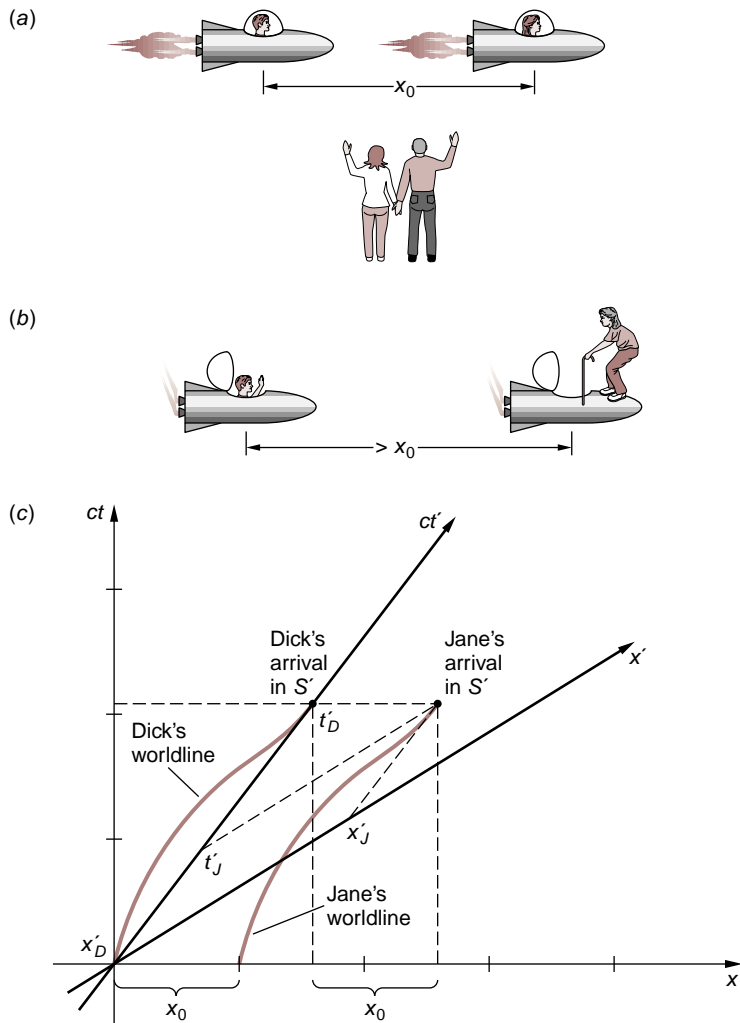 (a)
x₀
(b)
> x₀
(c)
ct
ct′
Dick's
arrival
in S′
Jane's
arrival
in S′
x′
t′D
Dick's
worldline
x′J
t′J
Jane's
worldline
x′D
x
x₀
x₀